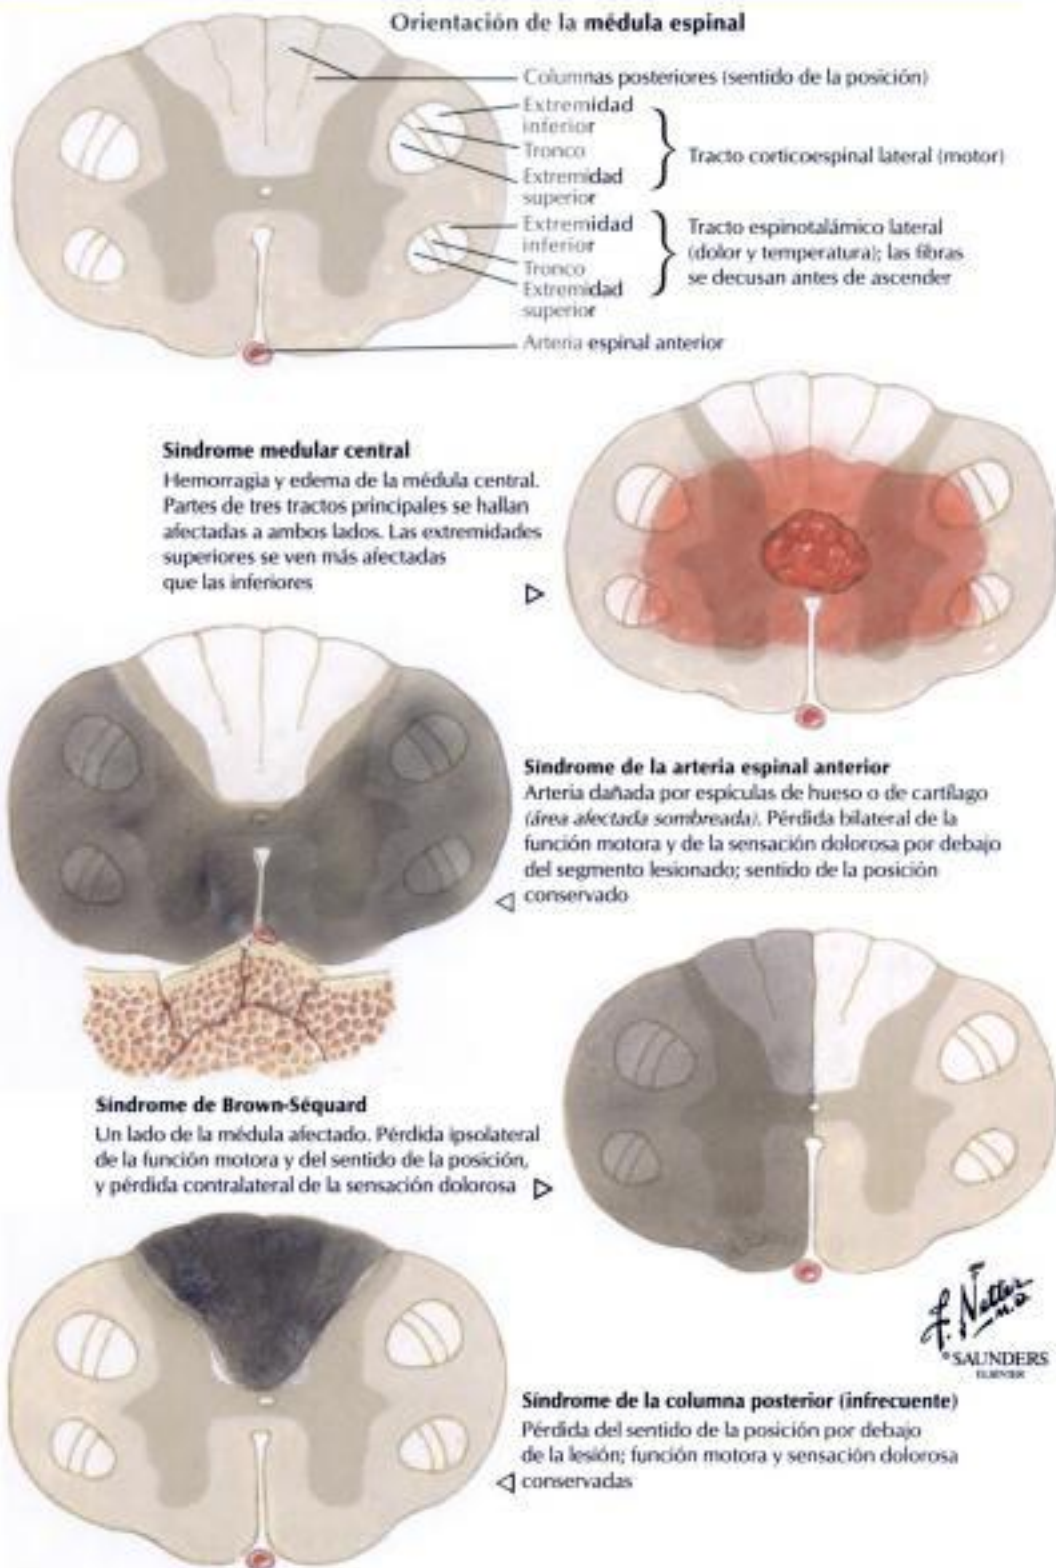 Orientación de la médula espinal
Columnas posteriores (sentido de la posición)
Extremidad
inferior
Tronco
Extremidad
superior
Tracto corticoespinal lateral (motor)
Extremidad
inferior
Tronco
Extremidad
superior
Tracto espinotalámico lateral
(dolor y temperatura); las fibras
se decusan antes de ascender
Arteria espinal anterior
Síndrome medular central
Hemorragia y edema de la médula central.
Partes de tres tractos principales se hallan
afectadas a ambos lados. Las extremidades
superiores se ven más afectadas
que las inferiores
Síndrome de la arteria espinal anterior
Arteria dañada por espículas de hueso o de cartílago
(área afectada sombreada). Pérdida bilateral de la
función motora y de la sensación dolorosa por debajo
del segmento lesionado; sentido de la posición
conservado
Síndrome de Brown-Séquard
Un lado de la médula afectado. Pérdida ipsolateral
de la función motora y del sentido de la posición,
y pérdida contralateral de la sensación dolorosa
F. Netter
M.D.
© SAUNDERS
ELSEVIER
Síndrome de la columna posterior (infrecuente)
Pérdida del sentido de la posición por debajo
de la lesión; función motora y sensación dolorosa
conservadas